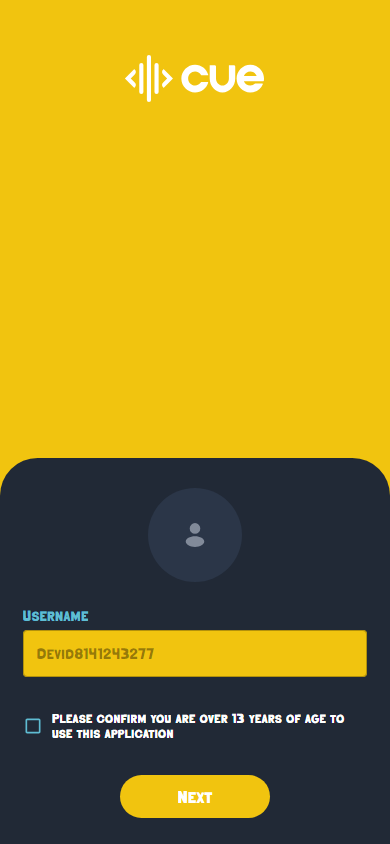 cue
Username
Devid8141243277
Please confirm you are over 13 years of age to
use this application
Next